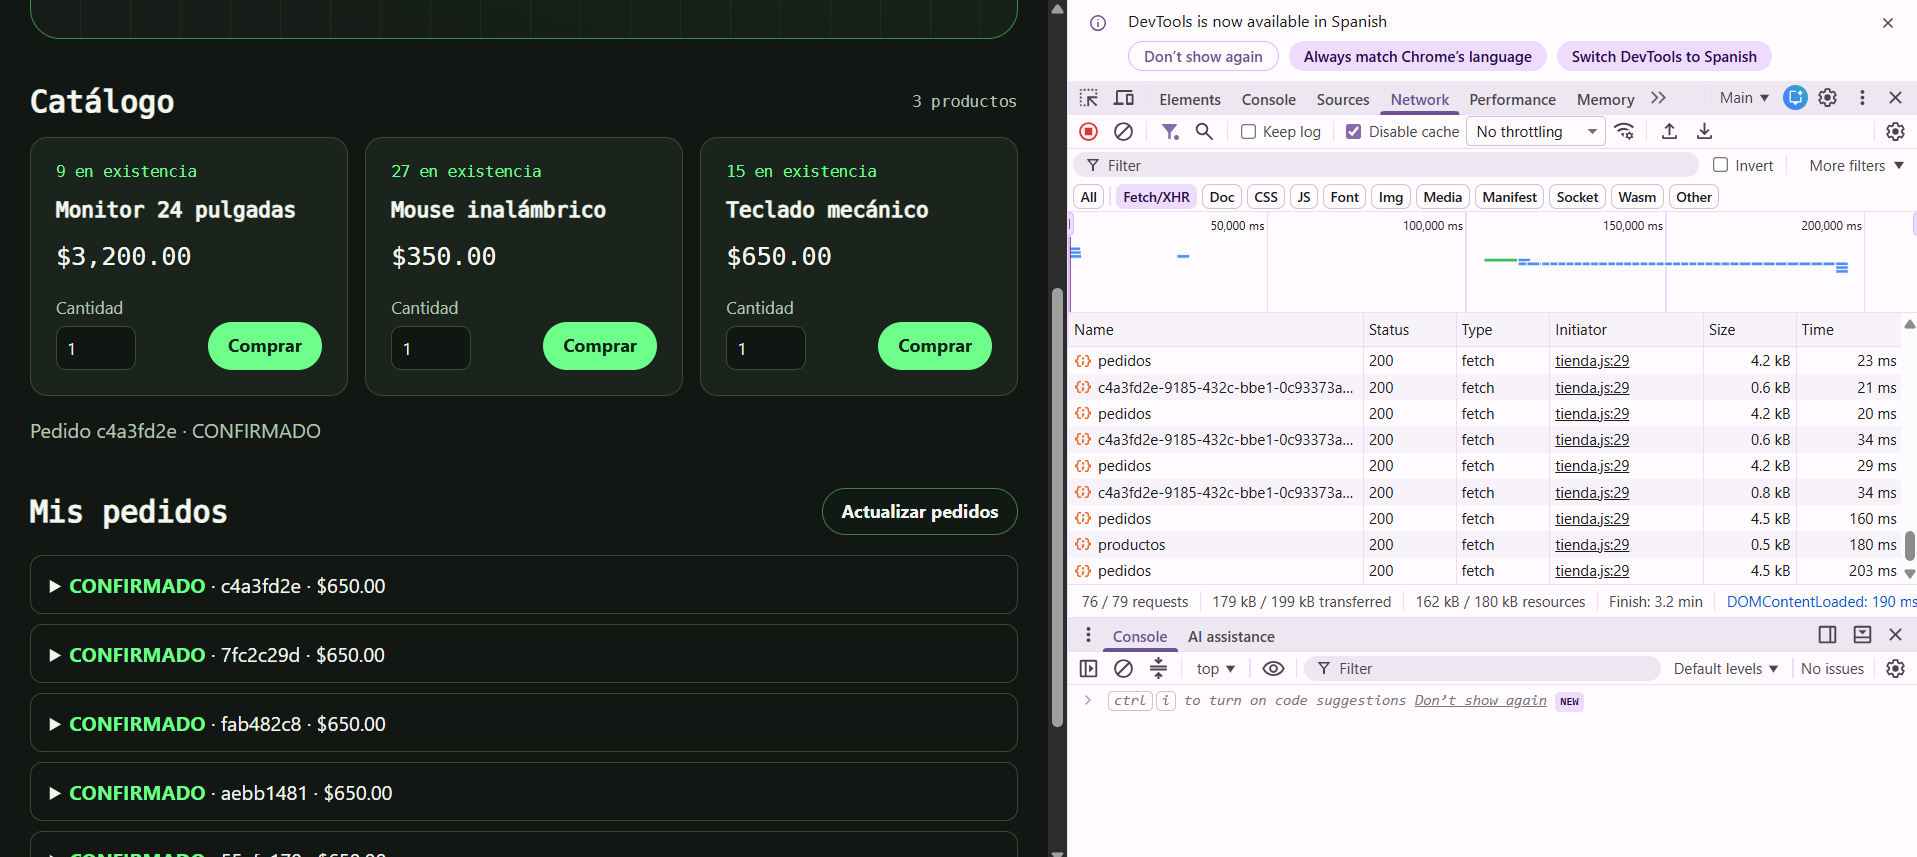 Catálogo
3 productos
9 en existencia
Monitor 24 pulgadas
$3,200.00
Cantidad
1
Comprar
27 en existencia
Mouse inalámbrico
$350.00
Cantidad
1
Comprar
15 en existencia
Teclado mecánico
$650.00
Cantidad
1
Comprar
Pedido c4a3fd2e · CONFIRMADO
Mis pedidos
Actualizar pedidos
CONFIRMADO · c4a3fd2e · $650.00
CONFIRMADO · 7fc2c29d · $650.00
CONFIRMADO · fab482c8 · $650.00
CONFIRMADO · aebb1481 · $650.00
DevTools is now available in Spanish
Don't show again
Always match Chrome's language
Switch DevTools to Spanish
Elements Console Sources Network Performance Memory Main
Keep log Disable cache No throttling
Filter Invert More filters
All Fetch/XHR Doc CSS JS Font Img Media Manifest Socket Wasm Other
50,000 ms 100,000 ms 150,000 ms 200,000 ms
Name Status Type Initiator Size Time
pedidos 200 fetch tienda.js:29 4.2 kB 23 ms
c4a3fd2e-9185-432c-bbe1-0c93373a... 200 fetch tienda.js:29 0.6 kB 21 ms
pedidos 200 fetch tienda.js:29 4.2 kB 20 ms
c4a3fd2e-9185-432c-bbe1-0c93373a... 200 fetch tienda.js:29 0.6 kB 34 ms
pedidos 200 fetch tienda.js:29 4.2 kB 29 ms
c4a3fd2e-9185-432c-bbe1-0c93373a... 200 fetch tienda.js:29 0.8 kB 34 ms
pedidos 200 fetch tienda.js:29 4.5 kB 160 ms
productos 200 fetch tienda.js:29 0.5 kB 180 ms
pedidos 200 fetch tienda.js:29 4.5 kB 203 ms
76 / 79 requests 179 kB / 199 kB transferred 162 kB / 180 kB resources Finish: 3.2 min DOMContentLoaded: 190 ms
Console AI assistance
top Filter Default levels No issues
ctrl i to turn on code suggestions Don't show again NEW